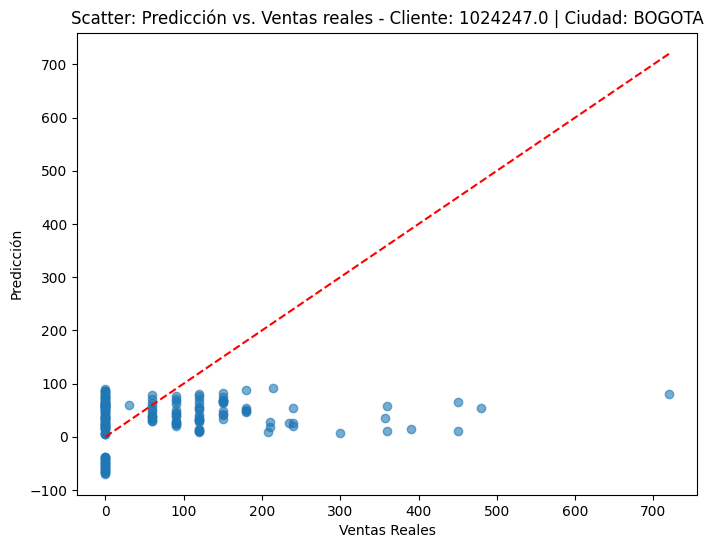 Scatter: Predicción vs. Ventas reales - Cliente: 1024247.0 | Ciudad: BOGOTA
700
600
500
400
300
200
100
0
−100
Predicción
0 100 200 300 400 500 600 700
Ventas Reales